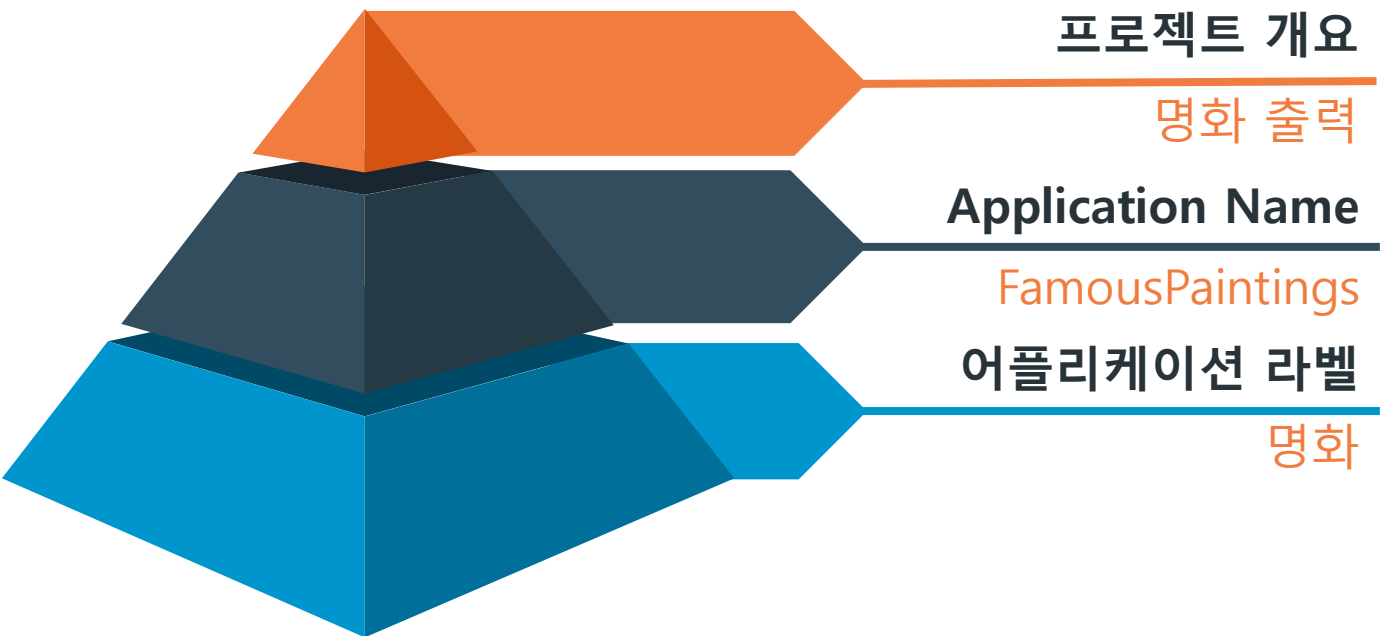 프로젝트 개요
명화 출력
Application Name
FamousPaintings
어플리케이션 라벨
명화